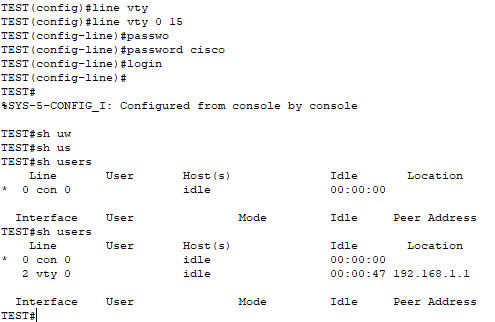 TEST(config)#line vty
TEST(config)#line vty 0 15
TEST(config-line)#passwo
TEST(config-line)#password cisco
TEST(config-line)#login
TEST(config-line)#
TEST#
%SYS-5-CONFIG_I: Configured from console by console
TEST#sh uw
TEST#sh us
TEST#sh users
Line User Host(s) Idle Location
* 0 con 0 idle 00:00:00
Interface User Mode Idle Peer Address
TEST#sh users
Line User Host(s) Idle Location
* 0 con 0 idle 00:00:00
2 vty 0 idle 00:00:47 192.168.1.1
Interface User Mode Idle Peer Address
TEST#